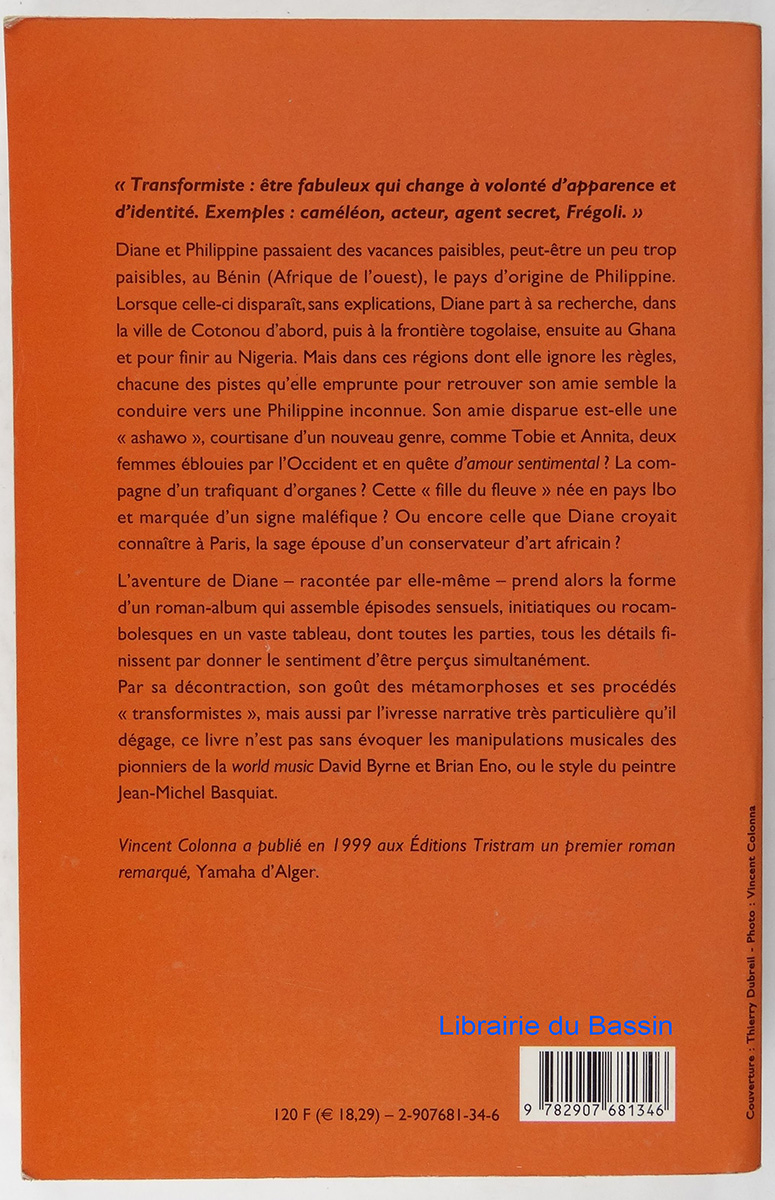 « Transformiste : être fabuleux qui change à volonté d'apparence et
d'identité. Exemples : caméléon, acteur, agent secret, Frégoli. »
Diane et Philippine passaient des vacances paisibles, peut-être un peu trop
paisibles, au Bénin (Afrique de l'ouest), le pays d'origine de Philippine.
Lorsque celle-ci disparaît, sans explications, Diane part à sa recherche, dans
la ville de Cotonou d'abord, puis à la frontière togolaise, ensuite au Ghana
et pour finir au Nigeria. Mais dans ces régions dont elle ignore les règles,
chacune des pistes qu'elle emprunte pour retrouver son amie semble la
conduire vers une Philippine inconnue. Son amie disparue est-elle une
« ashawo », courtisane d'un nouveau genre, comme Tobie et Annita, deux
femmes éblouies par l'Occident et en quête d'amour sentimental ? La com-
pagne d'un trafiquant d'organes ? Cette « fille du fleuve » née en pays Ibo
et marquée d'un signe maléfique ? Ou encore celle que Diane croyait
connaître à Paris, la sage épouse d'un conservateur d'art africain ?
L'aventure de Diane – racontée par elle-même – prend alors la forme
d'un roman-album qui assemble épisodes sensuels, initiatiques ou rocam-
bolesques en un vaste tableau, dont toutes les parties, tous les détails fi-
nissent par donner le sentiment d'être perçus simultanément.
Par sa décontraction, son goût des métamorphoses et ses procédés
« transformistes », mais aussi par l'ivresse narrative très particulière qu'il
dégage, ce livre n'est pas sans évoquer les manipulations musicales des
pionniers de la world music David Byrne et Brian Eno, ou le style du peintre
Jean-Michel Basquiat.
Vincent Colonna a publié en 1999 aux Éditions Tristram un premier roman
remarqué, Yamaha d'Alger.
Couverture : Thierry Dubreil - Photo : Vincent Colonna
Librairie du Bassin
120 F (€ 18,29) – 2-907681-34-6
9 782907 681346